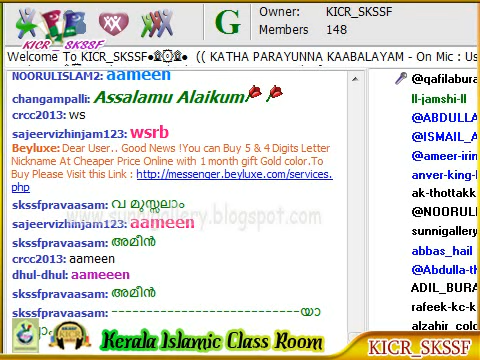 KICR_SKSSF
G
Owner: KICR_SKSSF
Members 148
Welcome To KICR_SKSSF (( KATHA PARAYUNNA KAABALAYAM - On Mic : Us
NOORULISLAM2: aameen
changampalli: Assalamu Alaikum
crcc2013: ws
sajeervizhinjam123: wsrb
Beyluxe: Dear User.. Good News !You can Buy 5 & 4 Digits Letter
Nickname At Cheaper Price Online with 1 month gift Gold color.To
Buy Please Visit this Link : http://messenger.beyluxe.com/services.
php
skssfpravaasam: വ മുസ്സലാം
sajeervizhinjam123: aameen
skssfpravaasam: അമീൻ
crcc2013: aameen
dhul-dhul: aameeen
skssfpravaasam: അമീൻ
skssfpravaasam: ---------------------------യാ
@qafilabura
ll-jamshi-ll
@ABDULLA
@ISMAIL_A
@ameer-irin
anver-king-
ak-thottakk
@NOORULI
sunnigallery
abbas_hail
@Abdulla-th
ADIL_BURA
rafeek-kc-k
alzahir_colo
Kerala Islamic Class Room
KICR_SKSSF